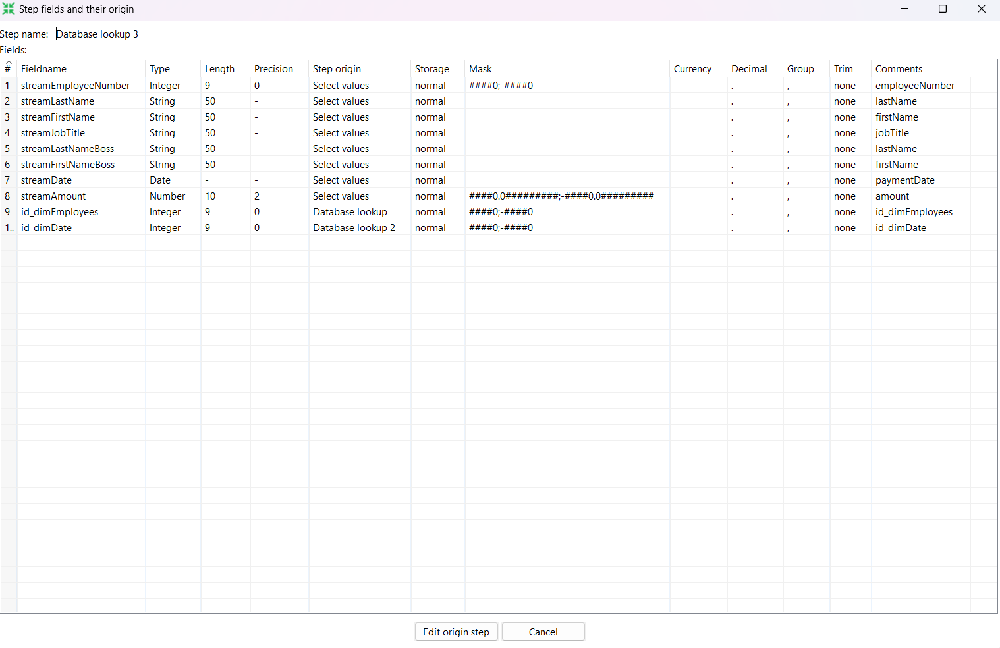 Step fields and their origin
Step name: Database lookup 3
Fields:
# Fieldname Type Length Precision Step origin Storage Mask Currency Decimal Group Trim Comments
1 streamEmployeeNumber Integer 9 0 Select values normal ####0;-####0 . , none employeeNumber
2 streamLastName String 50 - Select values normal . , none lastName
3 streamFirstName String 50 - Select values normal . , none firstName
4 streamJobTitle String 50 - Select values normal . , none jobTitle
5 streamLastNameBoss String 50 - Select values normal . , none lastName
6 streamFirstNameBoss String 50 - Select values normal . , none firstName
7 streamDate Date - - Select values normal . , none paymentDate
8 streamAmount Number 10 2 Select values normal ####0.0#########;-####0.0######### . , none amount
9 id_dimEmployees Integer 9 0 Database lookup normal ####0;-####0 . , none id_dimEmployees
1.. id_dimDate Integer 9 0 Database lookup 2 normal ####0;-####0 . , none id_dimDate
Edit origin step Cancel